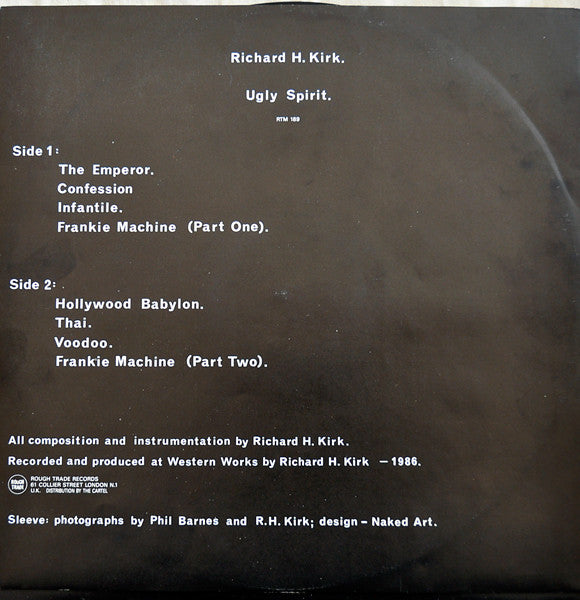 Richard H. Kirk.
Ugly Spirit.
RTM 189
Side 1:
The Emperor.
Confession
Infantile.
Frankie Machine (Part One).
Side 2:
Hollywood Babylon.
Thai.
Voodoo.
Frankie Machine (Part Two).
All composition and instrumentation by Richard H. Kirk.
Recorded and produced at Western Works by Richard H. Kirk – 1986.
ROUGH TRADE
ROUGH TRADE RECORDS
61 COLLIER STREET LONDON N.1
U.K. DISTRIBUTION BY THE CARTEL
Sleeve: photographs by Phil Barnes and R.H. Kirk; design – Naked Art.